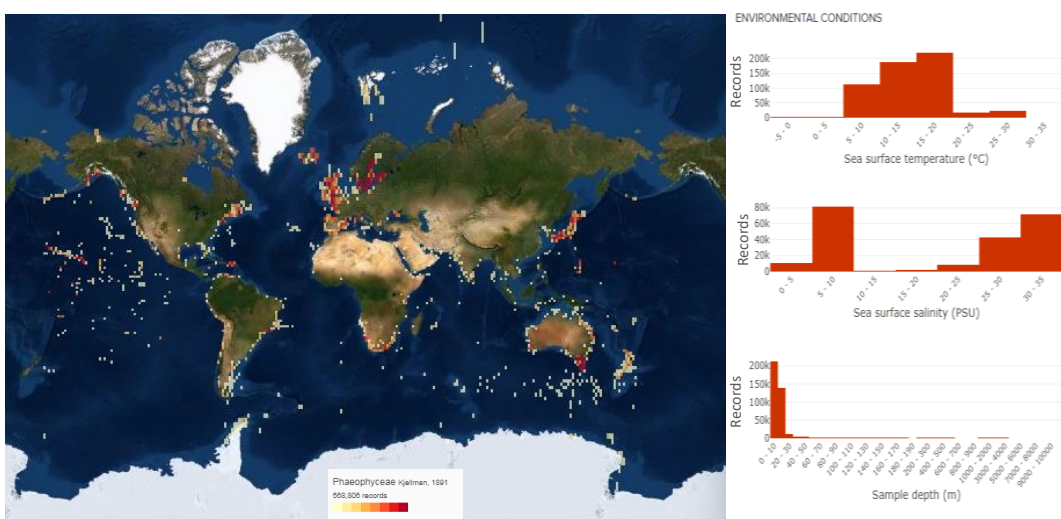 ENVIRONMENTAL CONDITIONS
Records
200k
150k
100k
50k
0
-5 - 0
0 - 5
5 - 10
10 - 15
15 - 20
20 - 25
25 - 30
30 - 35
Sea surface temperature (°C)
Records
80k
60k
40k
20k
0
0 - 5
5 - 10
10 - 15
15 - 20
20 - 25
25 - 30
30 - 35
Sea surface salinity (PSU)
Records
200k
150k
100k
50k
0
0 - 10
20 - 30
40 - 50
60 - 70
80 - 90
100 - 110
120 - 130
140 - 150
160 - 170
180 - 190
200 - 300
400 - 500
600 - 700
800 - 900
1000 - 2000
3000 - 4000
5000 - 6000
7000 - 8000
9000 - 10000
Sample depth (m)
Phaeophyceae Kjellman, 1891
568,806 records